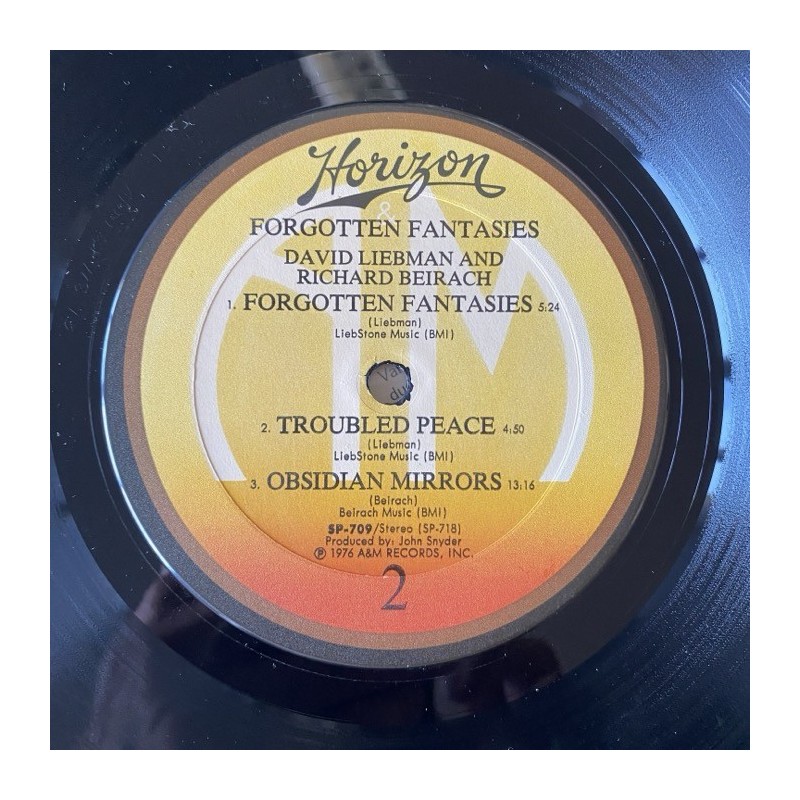 Horizon
&
FORGOTTEN FANTASIES
DAVID LIEBMAN AND
RICHARD BEIRACH
1. FORGOTTEN FANTASIES 5:24
(Liebman)
LiebStone Music (BMI)
2. TROUBLED PEACE 4:50
(Liebman)
LiebStone Music (BMI)
3. OBSIDIAN MIRRORS 13:16
(Beirach)
Beirach Music (BMI)
SP-709/Stereo (SP-718)
Produced by: John Snyder
℗ 1976 A&M RECORDS, INC.
2